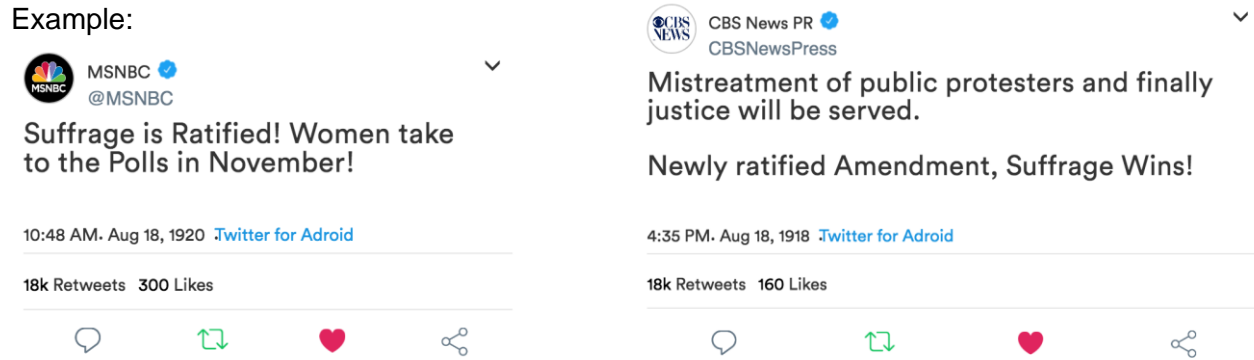 Example:
MSNBC
@MSNBC
Suffrage is Ratified! Women take
to the Polls in November!
10:48 AM. Aug 18, 1920 Twitter for Adroid
18k Retweets 300 Likes
CBS NEWS
CBS News PR
CBSNewsPress
Mistreatment of public protesters and finally
justice will be served.
Newly ratified Amendment, Suffrage Wins!
4:35 PM. Aug 18, 1918 Twitter for Adroid
18k Retweets 160 Likes